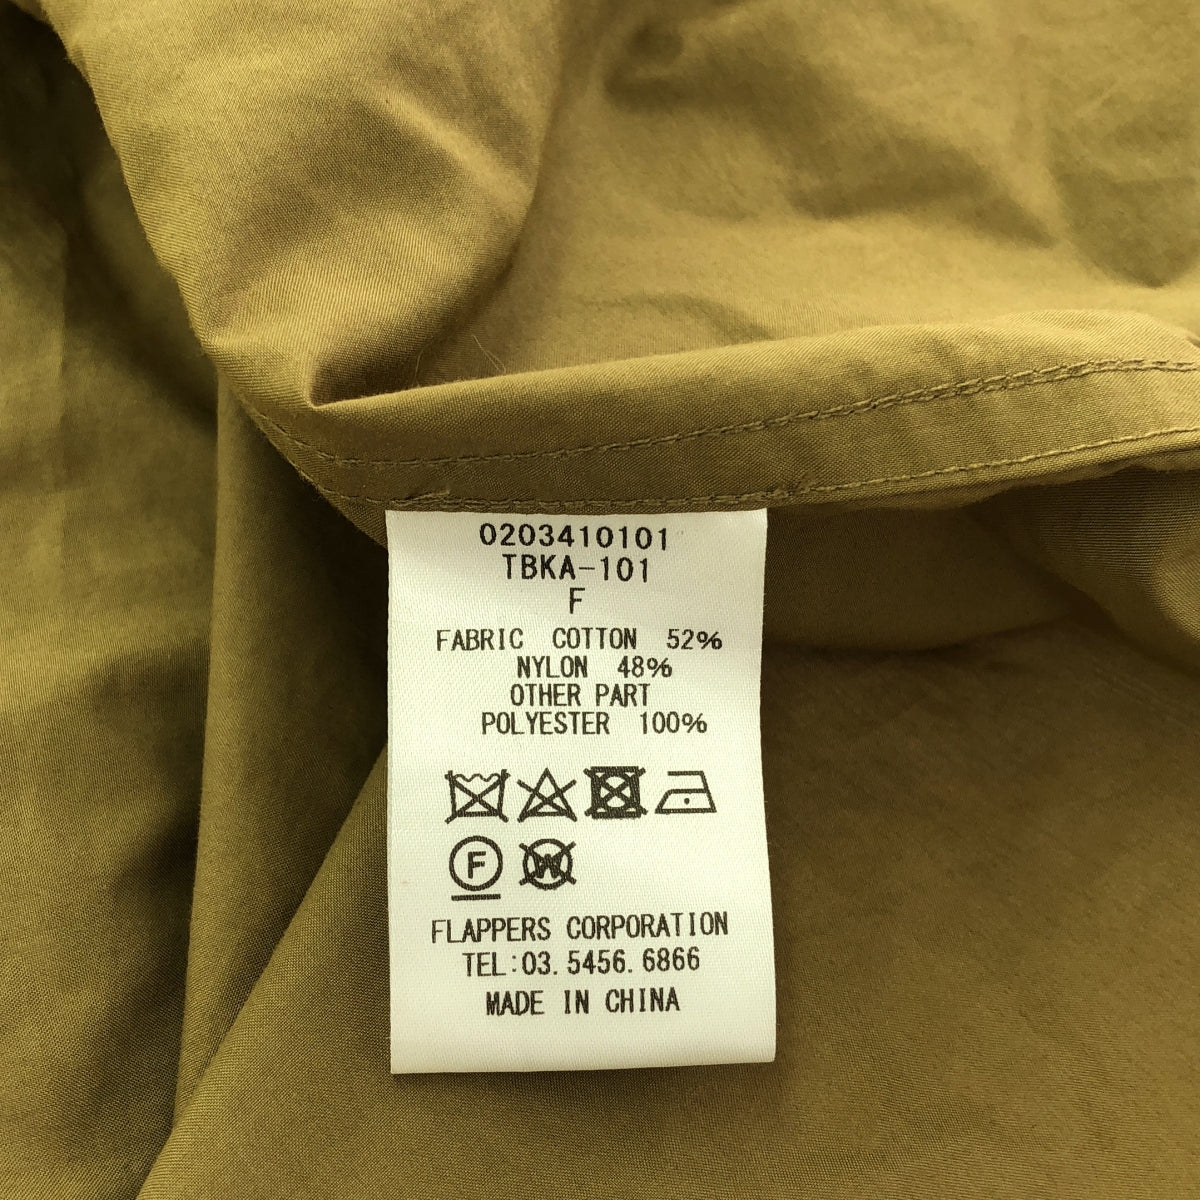 0203410101
TBKA-101
F
FABRIC COTTON 52%
NYLON 48%
OTHER PART
POLYESTER 100%
F W
FLAPPERS CORPORATION
TEL:03.5456.6866
MADE IN CHINA